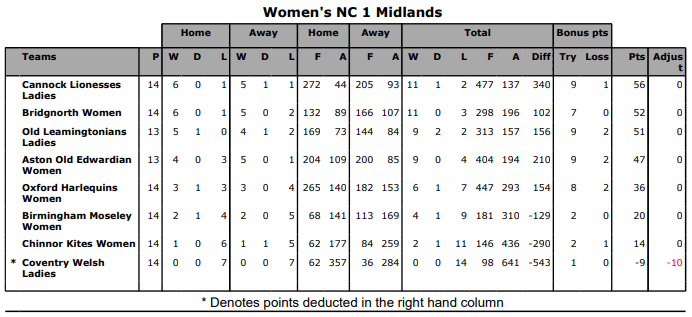 Women's NC 1 Midlands
Home Away Home Away Total Bonus pts
Teams P W D L W D L F A F A W D L F A Diff Try Loss Pts Adjus
t
Cannock Lionesses 14 6 0 1 5 1 1 272 44 205 93 11 1 2 477 137 340 9 1 56 0
Ladies
Bridgnorth Women 14 6 0 1 5 0 2 132 89 166 107 11 0 3 298 196 102 7 0 52 0
Old Leamingtonians 13 5 1 0 4 1 2 169 73 144 84 9 2 2 313 157 156 9 2 51 0
Ladies
Aston Old Edwardian 13 4 0 3 5 0 1 204 109 200 85 9 0 4 404 194 210 9 2 47 0
Women
Oxford Harlequins 14 3 1 3 3 0 4 265 140 182 153 6 1 7 447 293 154 8 2 36 0
Women
Birmingham Moseley 14 2 1 4 2 0 5 68 141 113 169 4 1 9 181 310 -129 2 0 20 0
Women
Chinnor Kites Women 14 1 0 6 1 1 5 62 177 84 259 2 1 11 146 436 -290 2 1 14 0
* Coventry Welsh 14 0 0 7 0 0 7 62 357 36 284 0 0 14 98 641 -543 1 0 -9 -10
Ladies
* Denotes points deducted in the right hand column